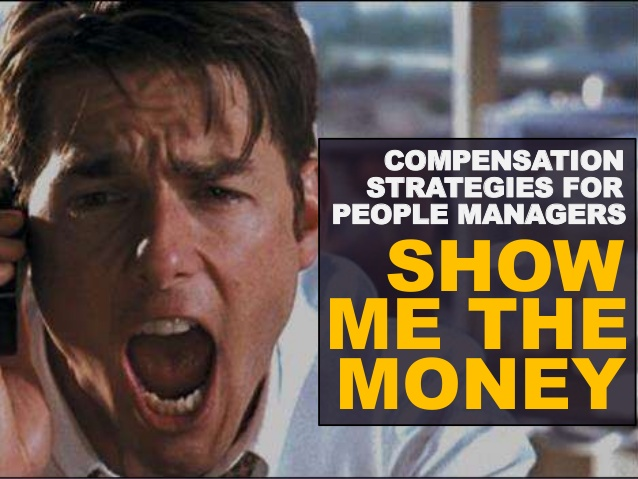 COMPENSATION
STRATEGIES FOR
PEOPLE MANAGERS
SHOW
ME THE
MONEY